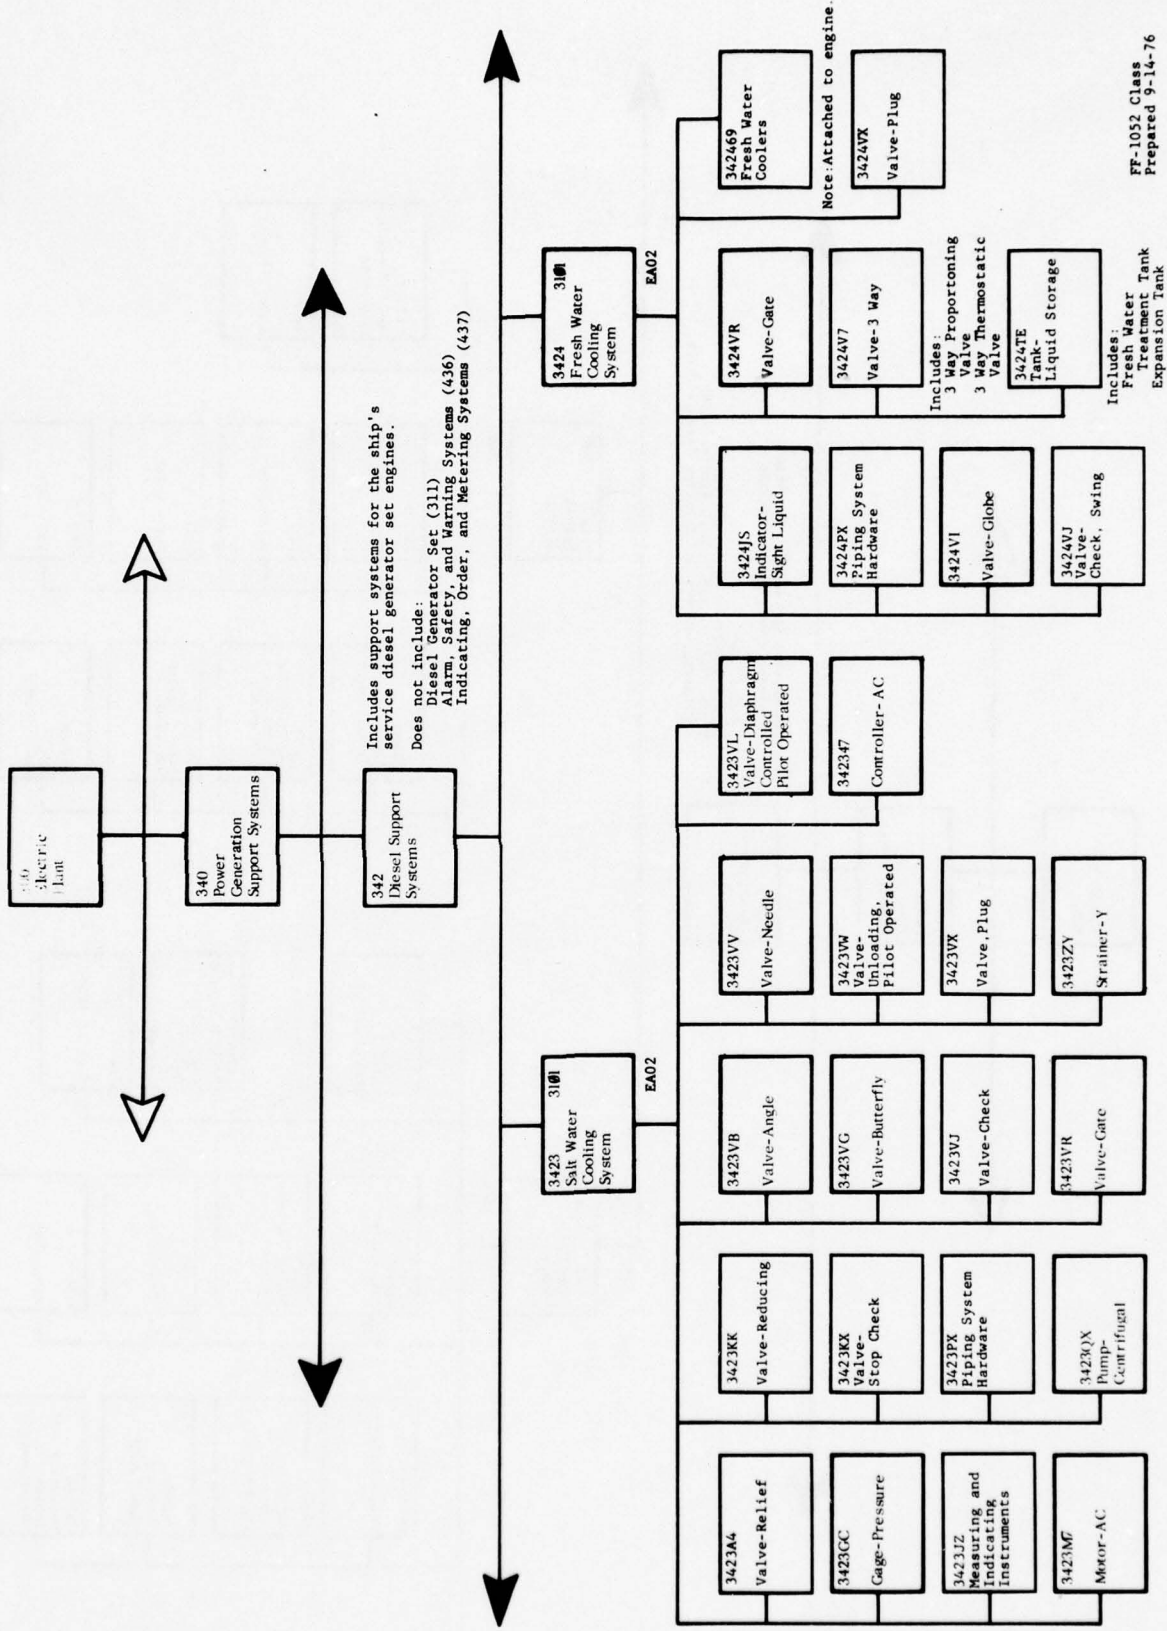 Electric
Plant
340
Power
Generation
Support Systems
342
Diesel Support
Systems
Includes support systems for the ship's
service diesel generator set engines.
Does not include:
Diesel Generator Set (311)
Alarm, Safety, and Warning Systems (436)
Indicating, Order, and Metering Systems (437)
3423 3101
Salt Water
Cooling
System
EA02
3424 3101
Fresh Water
Cooling
System
EA02
3423A4
Valve-Relief
3423GC
Gage-Pressure
3423JZ
Measuring and
Indicating
Instruments
3423M7
Motor-AC
3423KK
Valve-Reducing
3423KX
Valve-
Stop Check
3423PX
Piping System
Hardware
3423QX
Pump-
Centrifugal
3423VB
Valve-Angle
3423VG
Valve-Butterfly
3423VJ
Valve-Check
3423VR
Valve-Gate
3423VV
Valve-Needle
3423VW
Valve-
Unloading,
Pilot Operated
3423VX
Valve,Plug
3423ZY
Strainer-Y
3423VL
Valve-Diaphragm
Controlled
Pilot Operated
342347
Controller-AC
3424JS
Indicator-
Sight Liquid
3424PX
Piping System
Hardware
3424VI
Valve-Globe
3424VJ
Valve-
Check, Swing
3424VR
Valve-Gate
3424V7
Valve-3 Way
Includes:
3 Way Proportoning
Valve
3 Way Thermostatic
Valve
3424TE
Tank-
Liquid Storage
Includes:
Fresh Water
Treatment Tank
Expansion Tank
342469
Fresh Water
Coolers
Note:Attached to engine.
3424VX
Valve-Plug
FF-1052 Class
Prepared 9-14-76